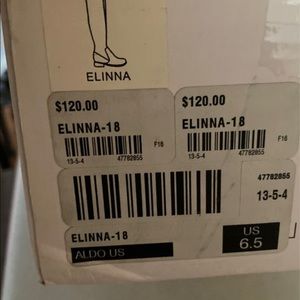 ELINNA
$120.00
ELINNA-18
F16
13-5-4 47782855
$120.00
ELINNA-18
F16
13-5-4 47782855
47782855
13-5-4
ELINNA-18
ALDO US
US
6.5